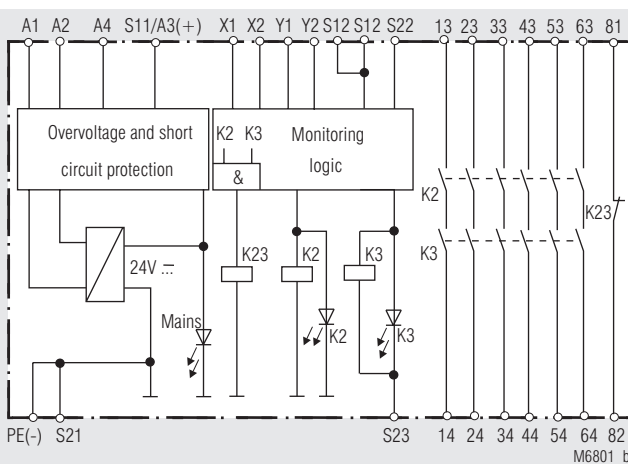 A1 A2 A4 S11/A3(+) X1 X2 Y1 Y2 S12 S12 S22 13 23 33 43 53 63 81
Overvoltage and short
circuit protection
K2 K3
&
Monitoring
logic
K2
K23
K3
24V
K23
K2
K3
Mains
K2
K3
PE(-) S21 S23 14 24 34 44 54 64 82
M6801 b